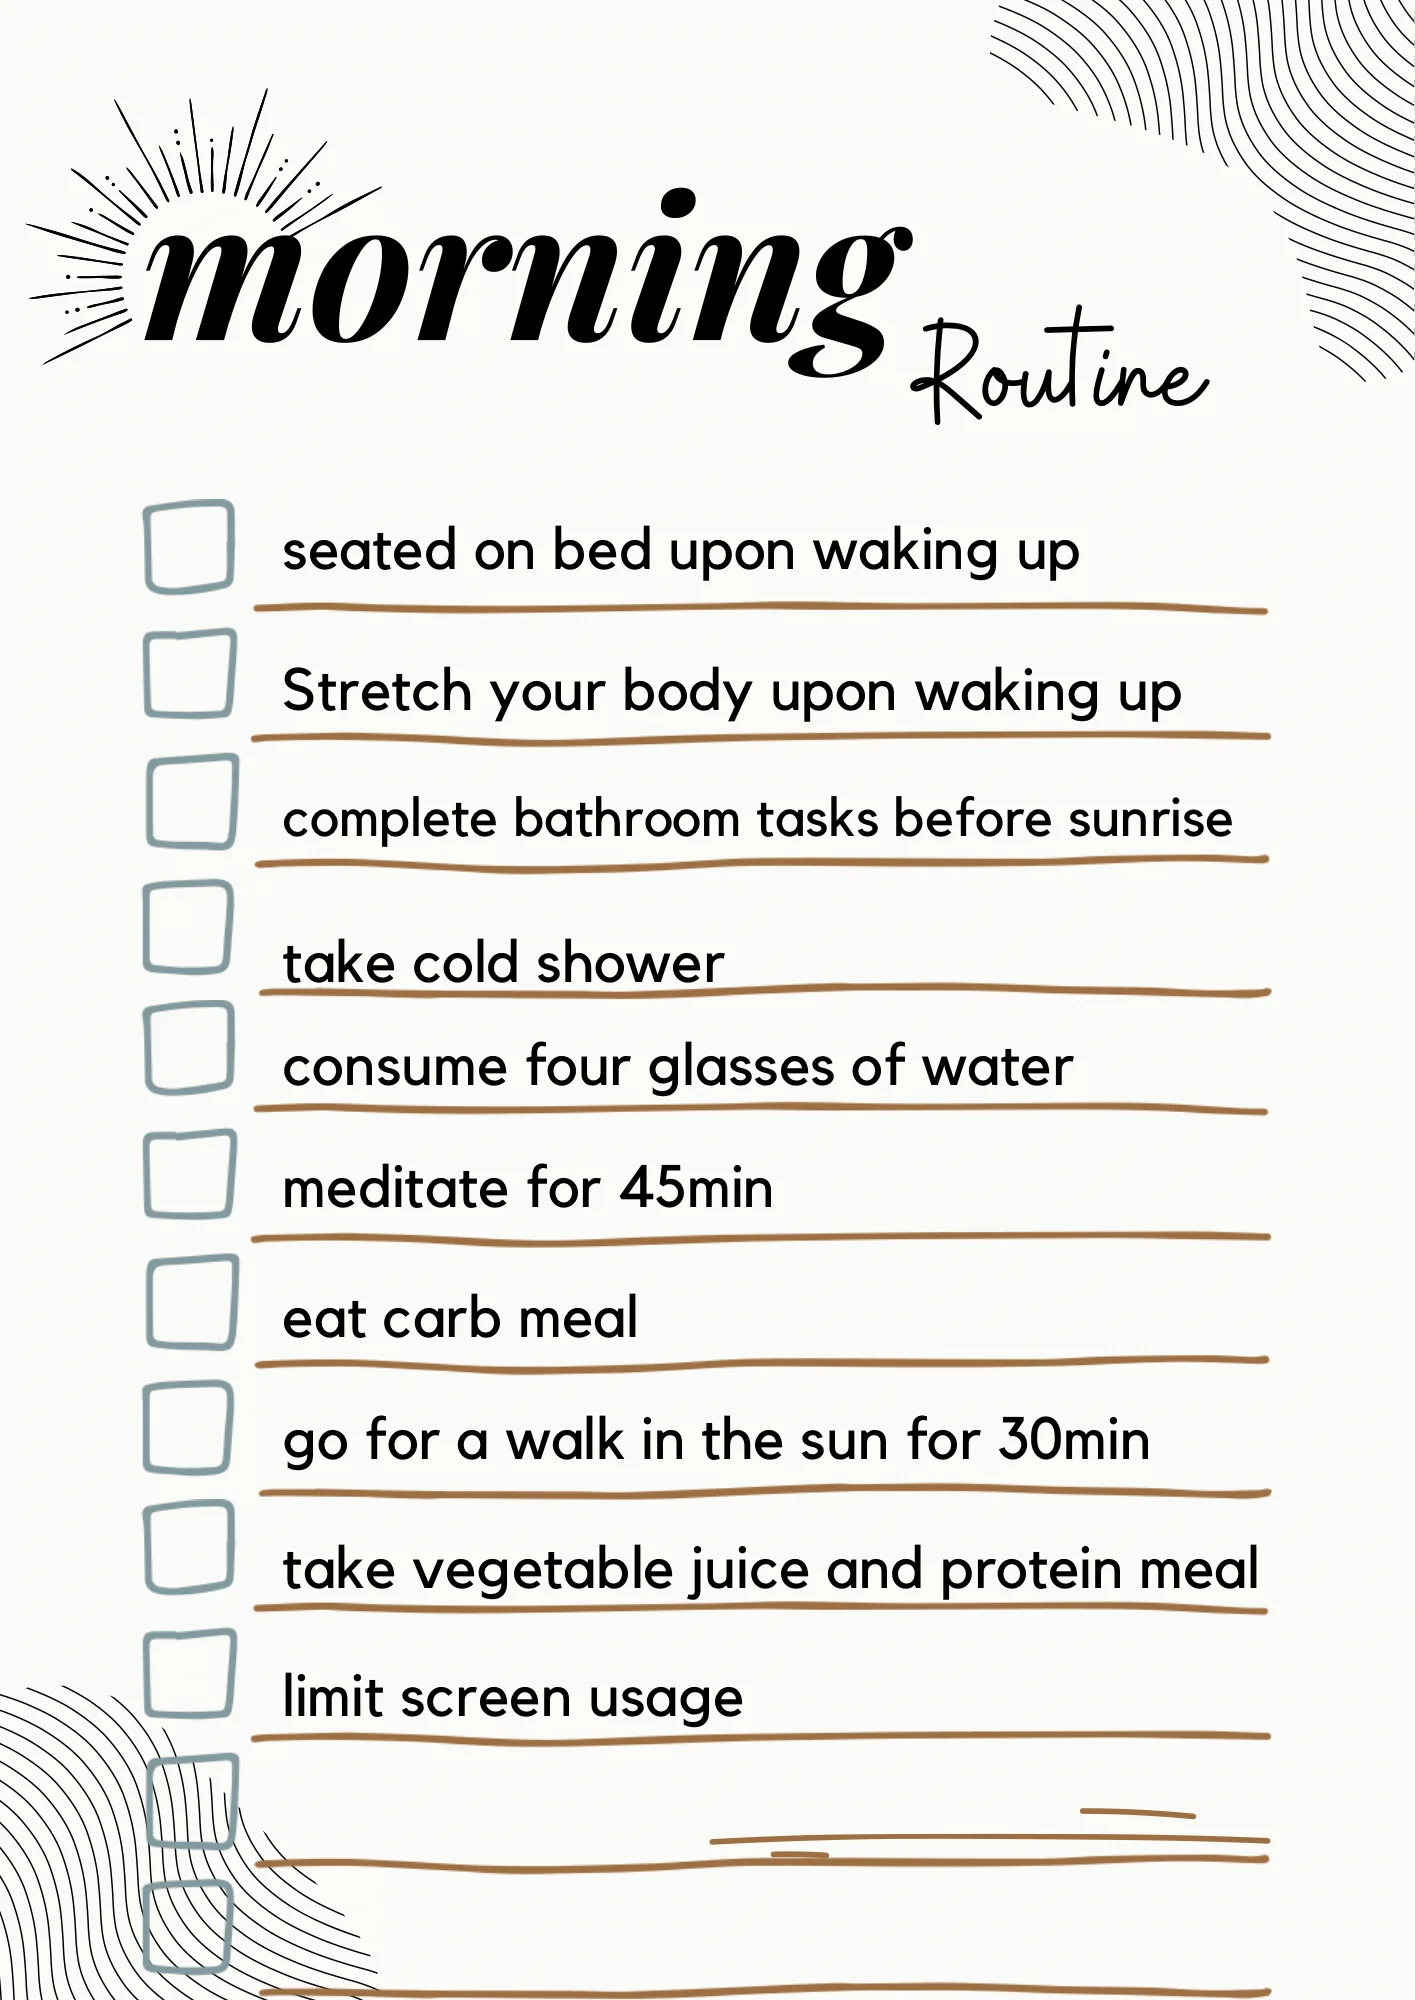 morning
Routine
seated on bed upon waking up
Stretch your body upon waking up
complete bathroom tasks before sunrise
take cold shower
consume four glasses of water
meditate for 45min
eat carb meal
go for a walk in the sun for 30min
take vegetable juice and protein meal
limit screen usage